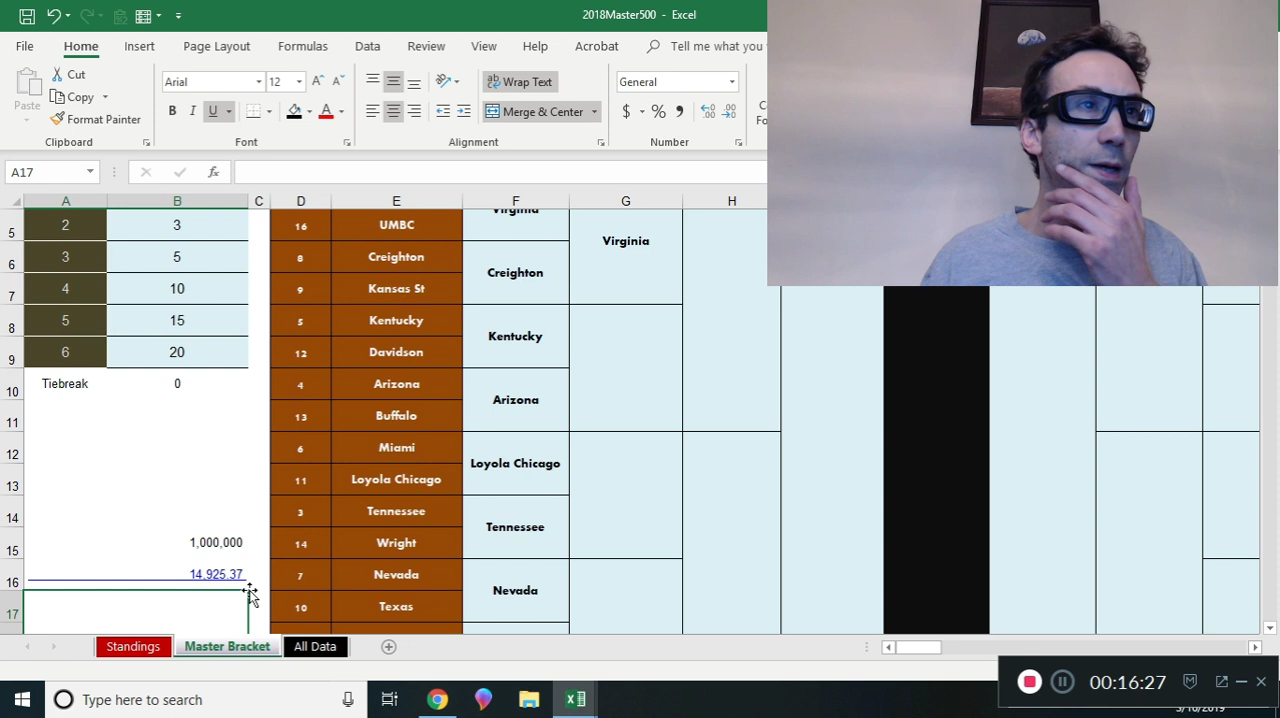 2018Master500 - Excel
File Home Insert Page Layout Formulas Data Review View Help Acrobat Tell me what you
Paste
Cut
Copy
Format Painter
Clipboard
Arial 12 A A
B I U A
Font
ab Wrap Text
Merge & Center
Alignment
General
$ % ,
Number
A17 fx
A B C D E F G H
5 2 3 16 UMBC Virginia
Virginia
6 3 5 8 Creighton
Creighton
7 4 10 9 Kansas St
8 5 15 5 Kentucky
Kentucky
9 6 20 12 Davidson
10 Tiebreak 0 4 Arizona
Arizona
11 13 Buffalo
12 6 Miami
Loyola Chicago
13 11 Loyola Chicago
14 3 Tennessee
Tennessee
15 1,000,000 14 Wright
16 14,925.37 7 Nevada
Nevada
17 10 Texas
Standings Master Bracket All Data
00:16:27
Type here to search